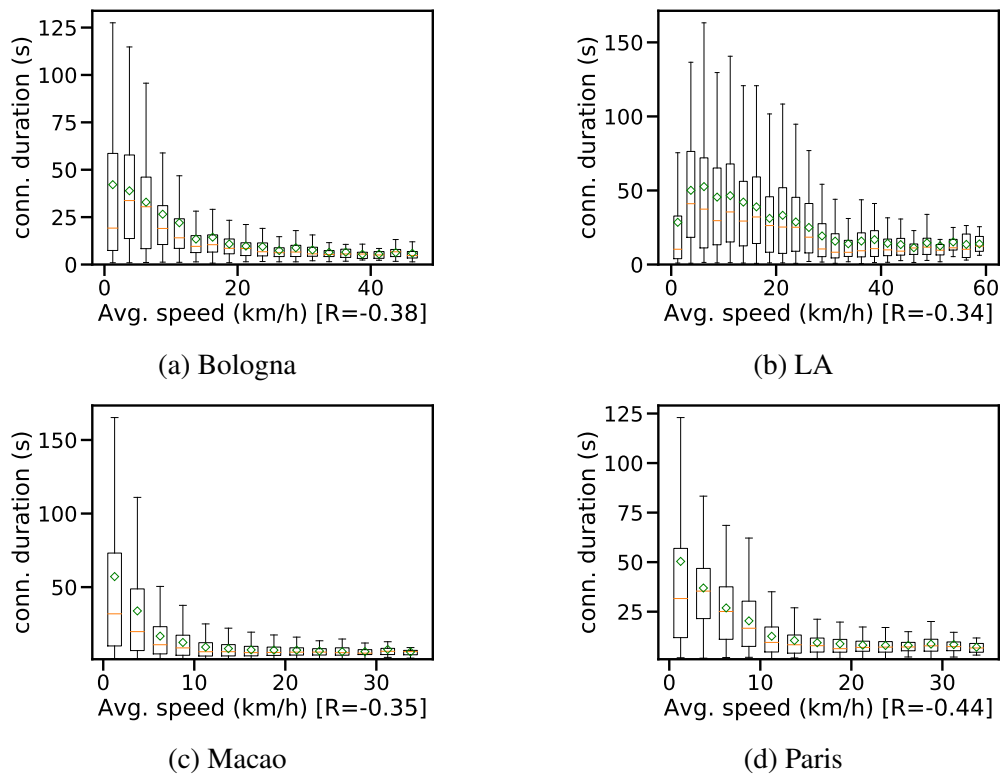 125
100
75
50
25
0
conn. duration (s)
0 20 40
Avg. speed (km/h) [R=-0.38]
(a) Bologna
150
100
50
0
conn. duration (s)
0 20 40 60
Avg. speed (km/h) [R=-0.34]
(b) LA
150
100
50
conn. duration (s)
0 10 20 30
Avg. speed (km/h) [R=-0.35]
(c) Macao
125
100
75
50
25
conn. duration (s)
0 10 20 30
Avg. speed (km/h) [R=-0.44]
(d) Paris